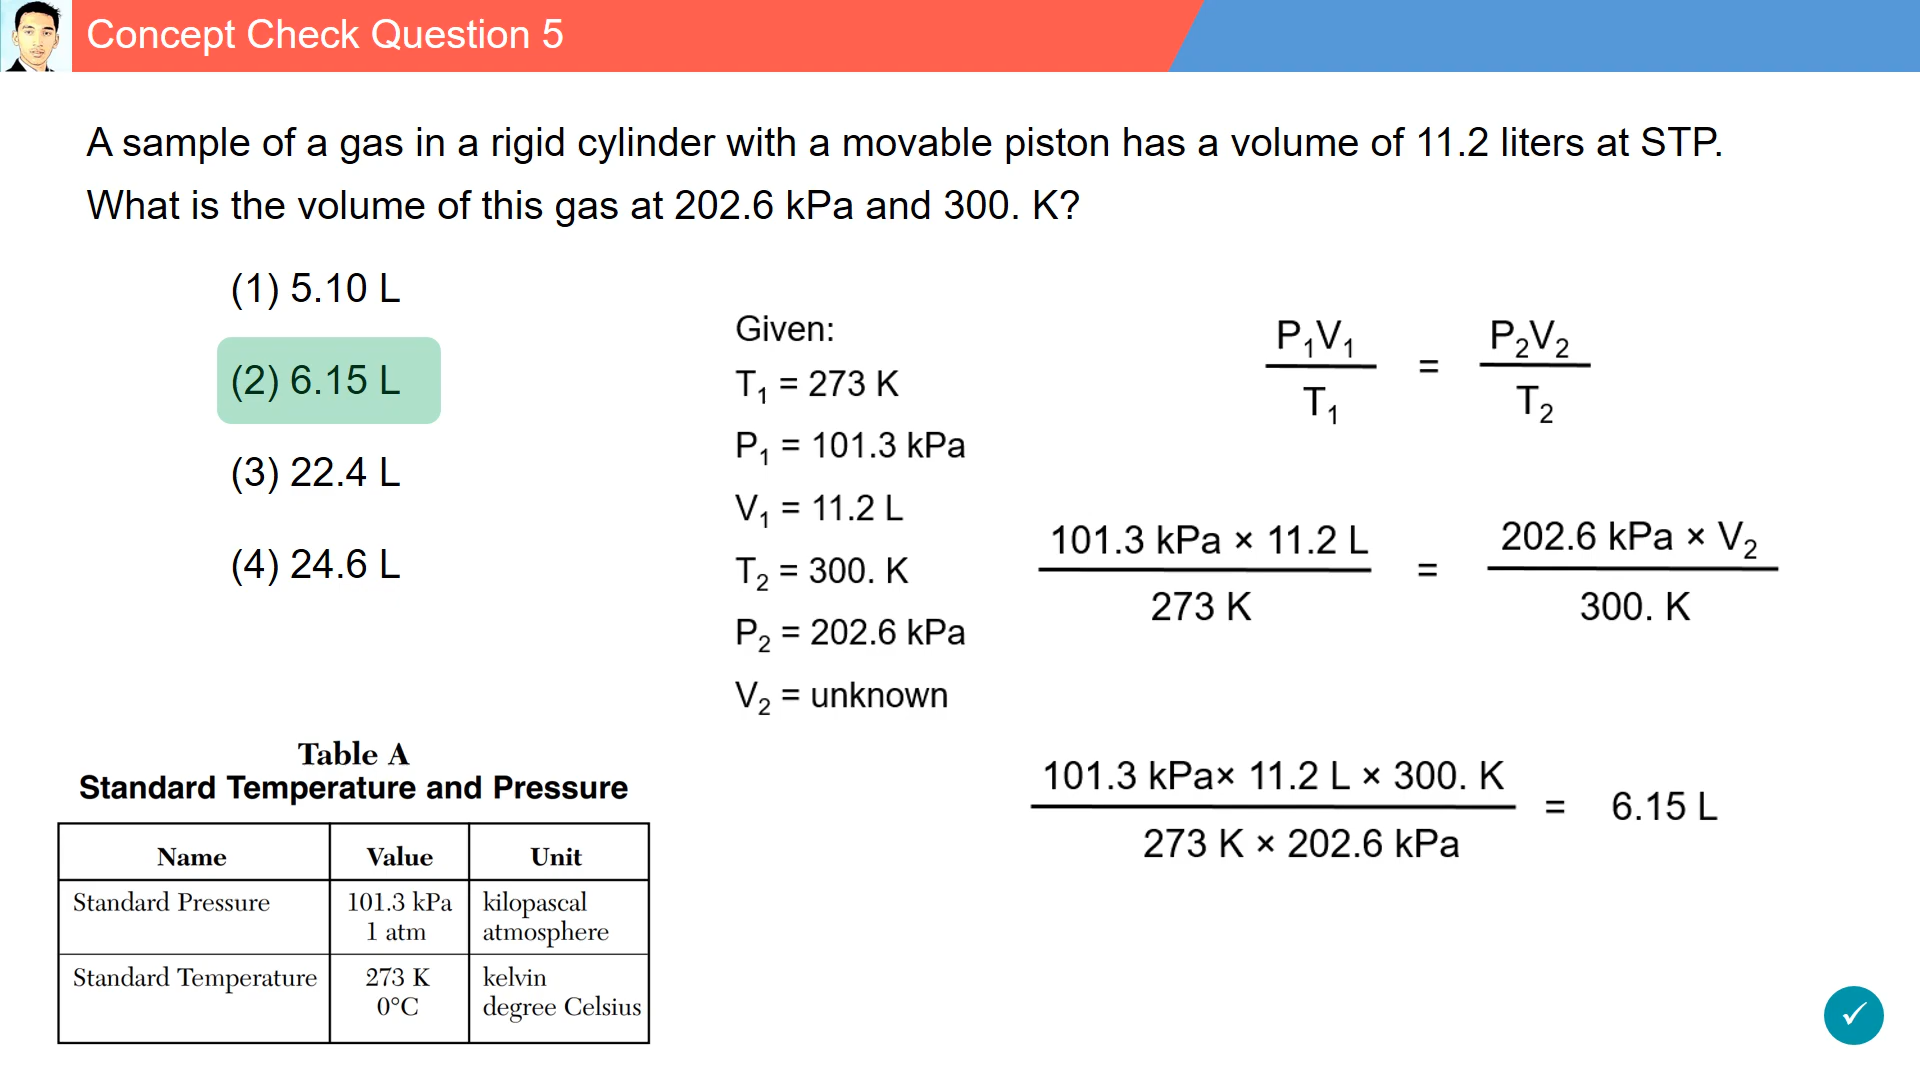 Concept Check Question 5
A sample of a gas in a rigid cylinder with a movable piston has a volume of 11.2 liters at STP.
What is the volume of this gas at 202.6 kPa and 300. K?
(1) 5.10 L
(2) 6.15 L
(3) 22.4 L
(4) 24.6 L
Given:
T₁ = 273 K
P₁ = 101.3 kPa
V₁ = 11.2 L
T₂ = 300. K
P₂ = 202.6 kPa
V₂ = unknown
P₁V₁ = P₂V₂
T₁ T₂
101.3 kPa × 11.2 L = 202.6 kPa × V₂
273 K 300. K
101.3 kPa× 11.2 L × 300. K = 6.15 L
273 K × 202.6 kPa
Table A
Standard Temperature and Pressure
Name Value Unit
Standard Pressure 101.3 kPa kilopascal
1 atm atmosphere
Standard Temperature 273 K kelvin
0°C degree Celsius